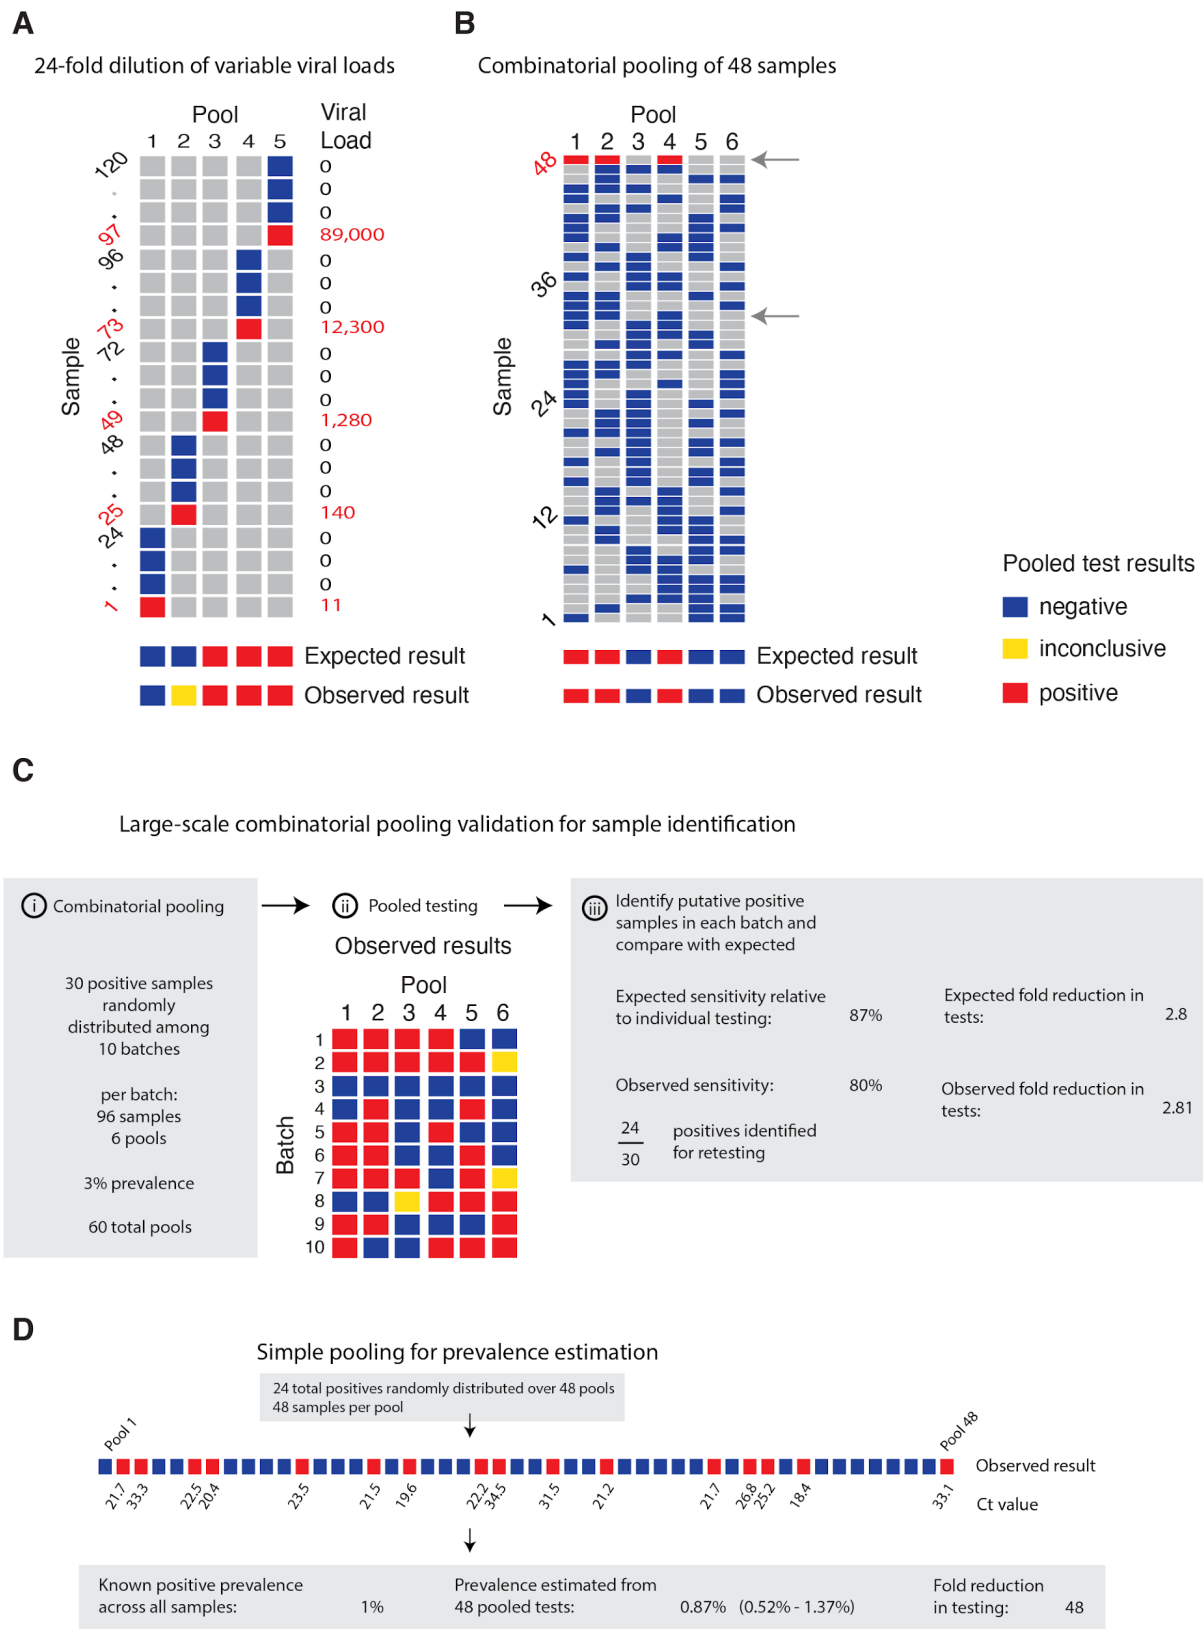 A
24-fold dilution of variable viral loads
Pool
Viral
Load
1 2 3 4 5
Sample
120
.
.
97
96
.
.
73
72
.
.
49
48
.
.
25
24
.
.
1
0
0
0
89,000
0
0
0
12,300
0
0
0
1,280
0
0
0
140
0
0
0
11
Expected result
Observed result
B
Combinatorial pooling of 48 samples
Pool
1 2 3 4 5 6
Sample
48
36
24
12
1
Expected result
Observed result
Pooled test results
negative
inconclusive
positive
C
Large-scale combinatorial pooling validation for sample identification
i Combinatorial pooling
30 positive samples
randomly
distributed among
10 batches
per batch:
96 samples
6 pools
3% prevalence
60 total pools
ii Pooled testing
Observed results
Pool
1 2 3 4 5 6
Batch
1
2
3
4
5
6
7
8
9
10
iii Identify putative positive
samples in each batch and
compare with expected
Expected sensitivity relative
to individual testing: 87%
Expected fold reduction in
tests: 2.8
Observed sensitivity: 80%
24
30
positives identified
for retesting
Observed fold reduction in
tests: 2.81
D
Simple pooling for prevalence estimation
24 total positives randomly distributed over 48 pools
48 samples per pool
Pool 1
Pool 48
Observed result
21.7 33.3 22.5 20.4 23.5 21.5 19.6 22.2 34.5 31.5 21.2 21.7 26.8 25.2 18.4 33.1
Ct value
Known positive prevalence
across all samples: 1%
Prevalence estimated from
48 pooled tests: 0.87% (0.52% - 1.37%)
Fold reduction
in testing: 48